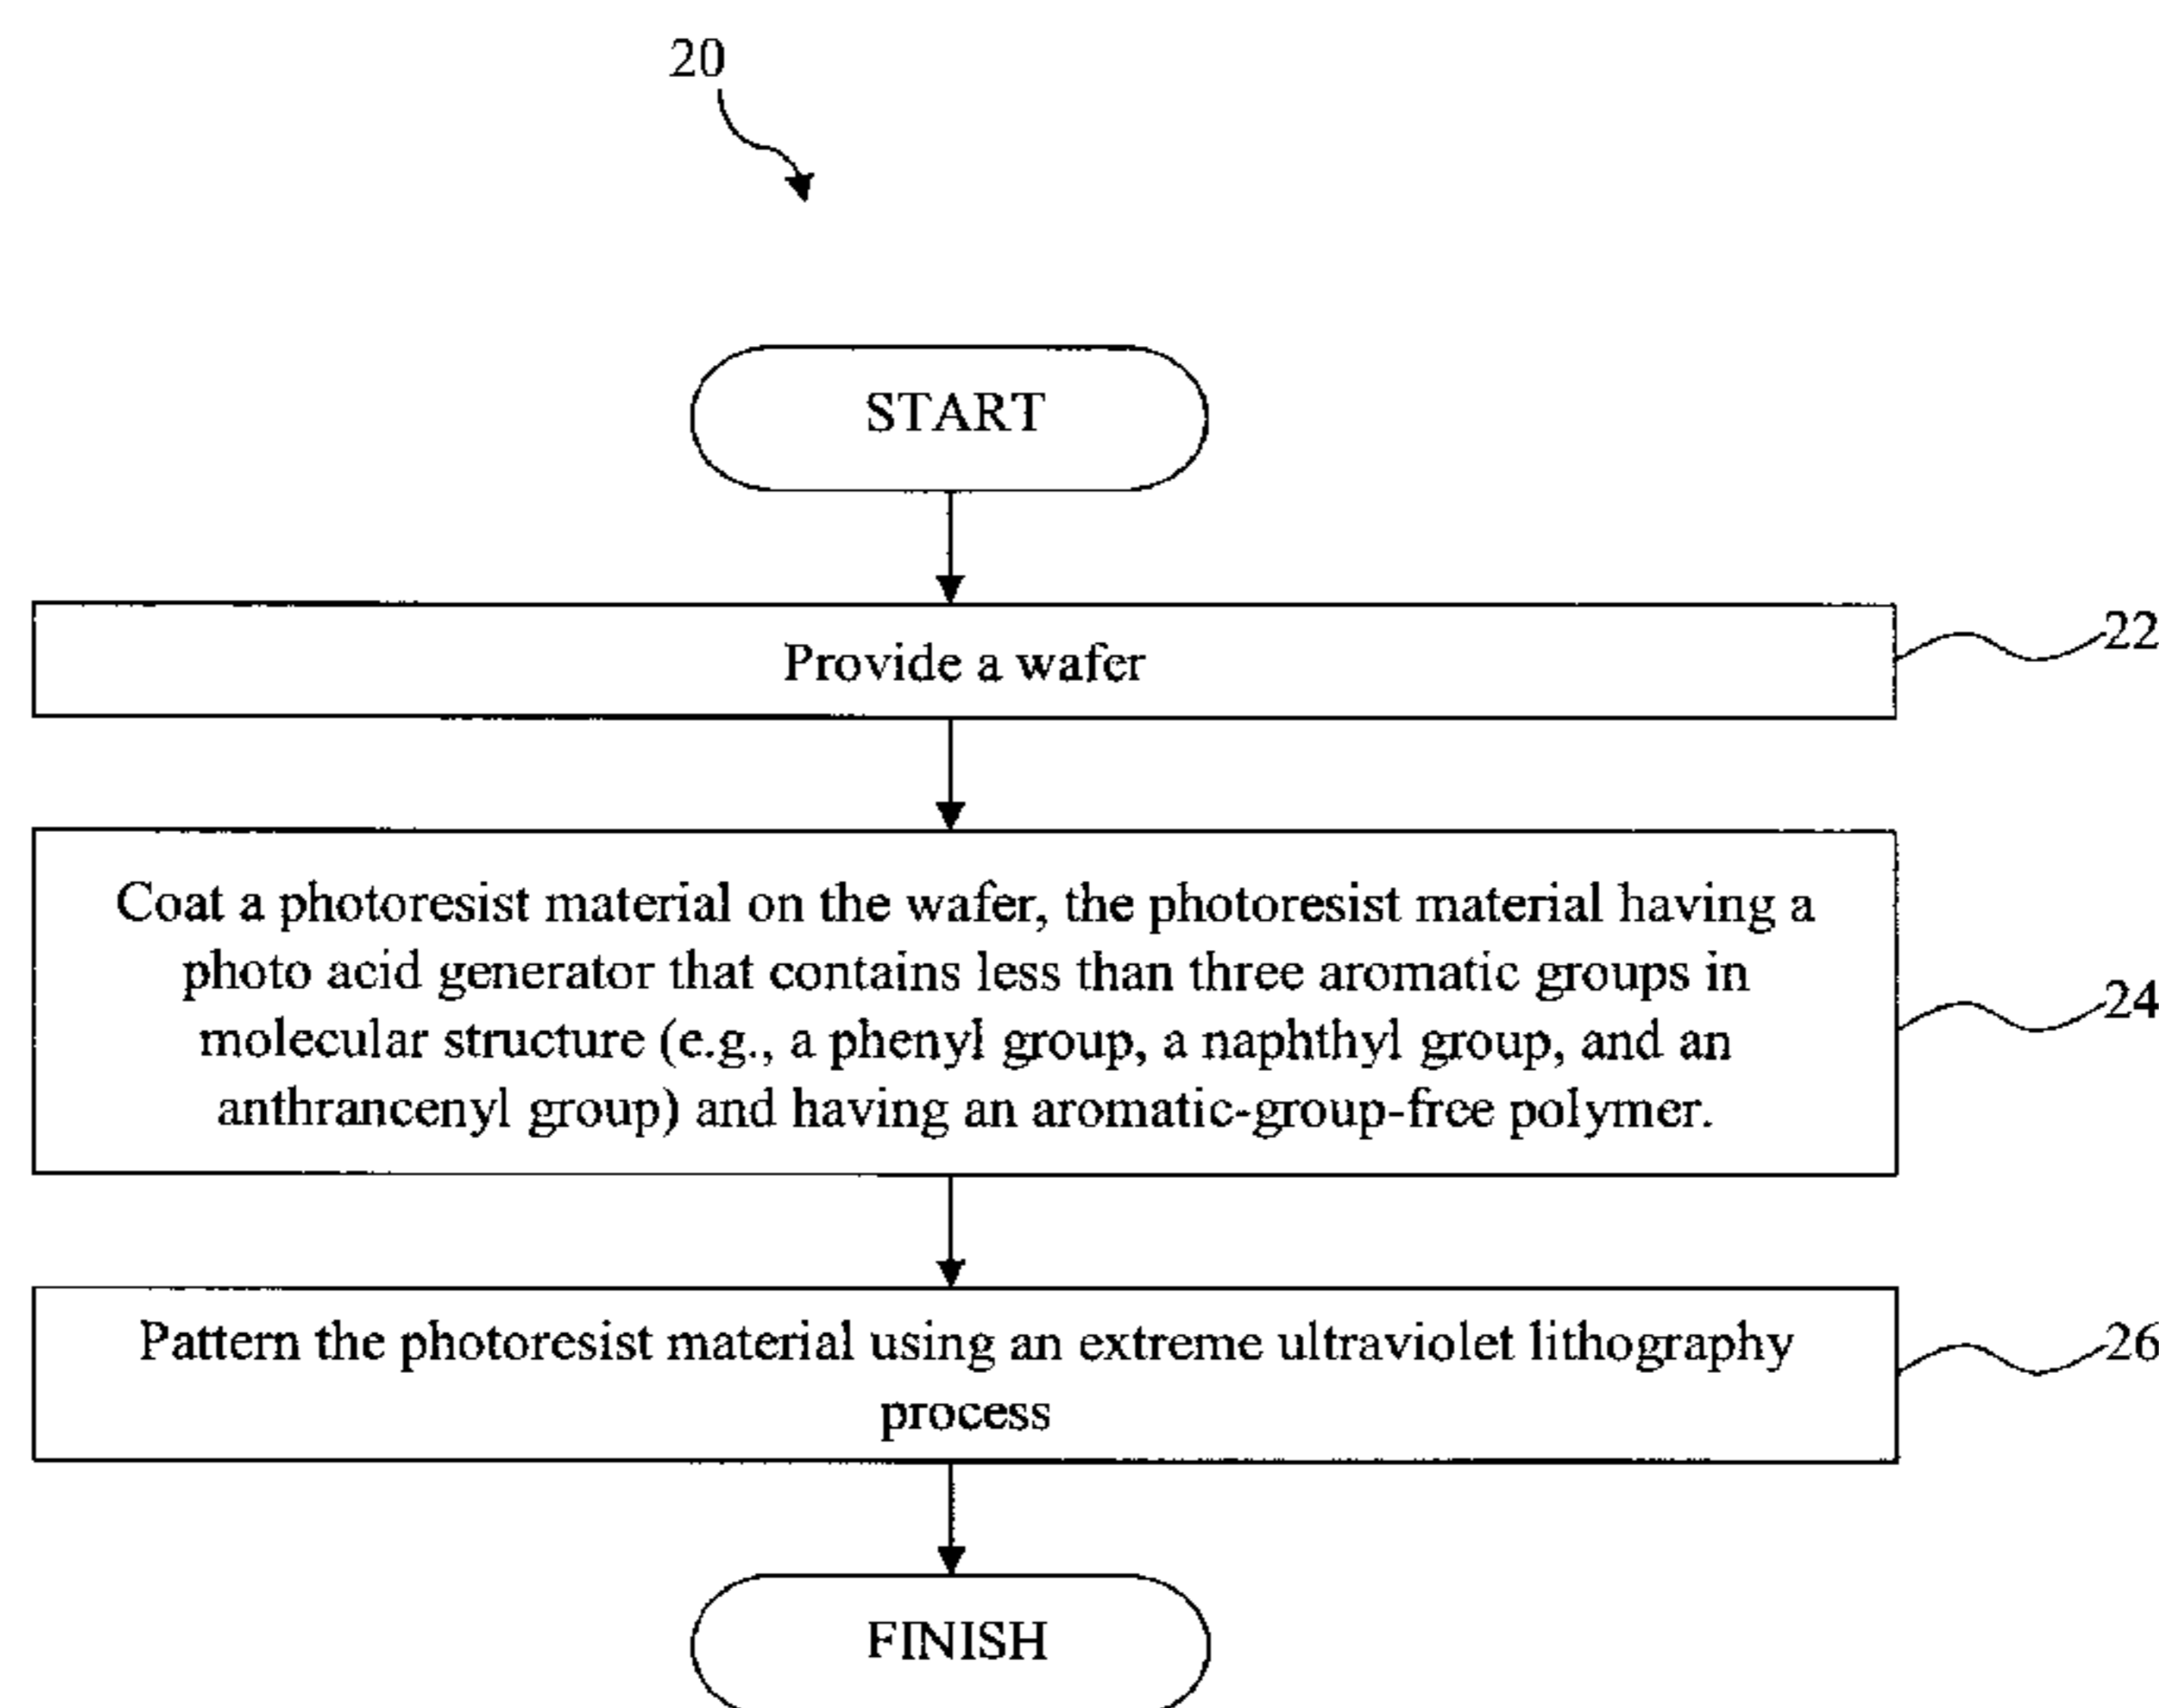 20
START
Provide a wafer
22
Coat a photoresist material on the wafer, the photoresist material having a
photo acid generator that contains less than three aromatic groups in
molecular structure (e.g., a phenyl group, a naphthyl group, and an
anthrancenyl group) and having an aromatic-group-free polymer.
24
Pattern the photoresist material using an extreme ultraviolet lithography
process
26
FINISH